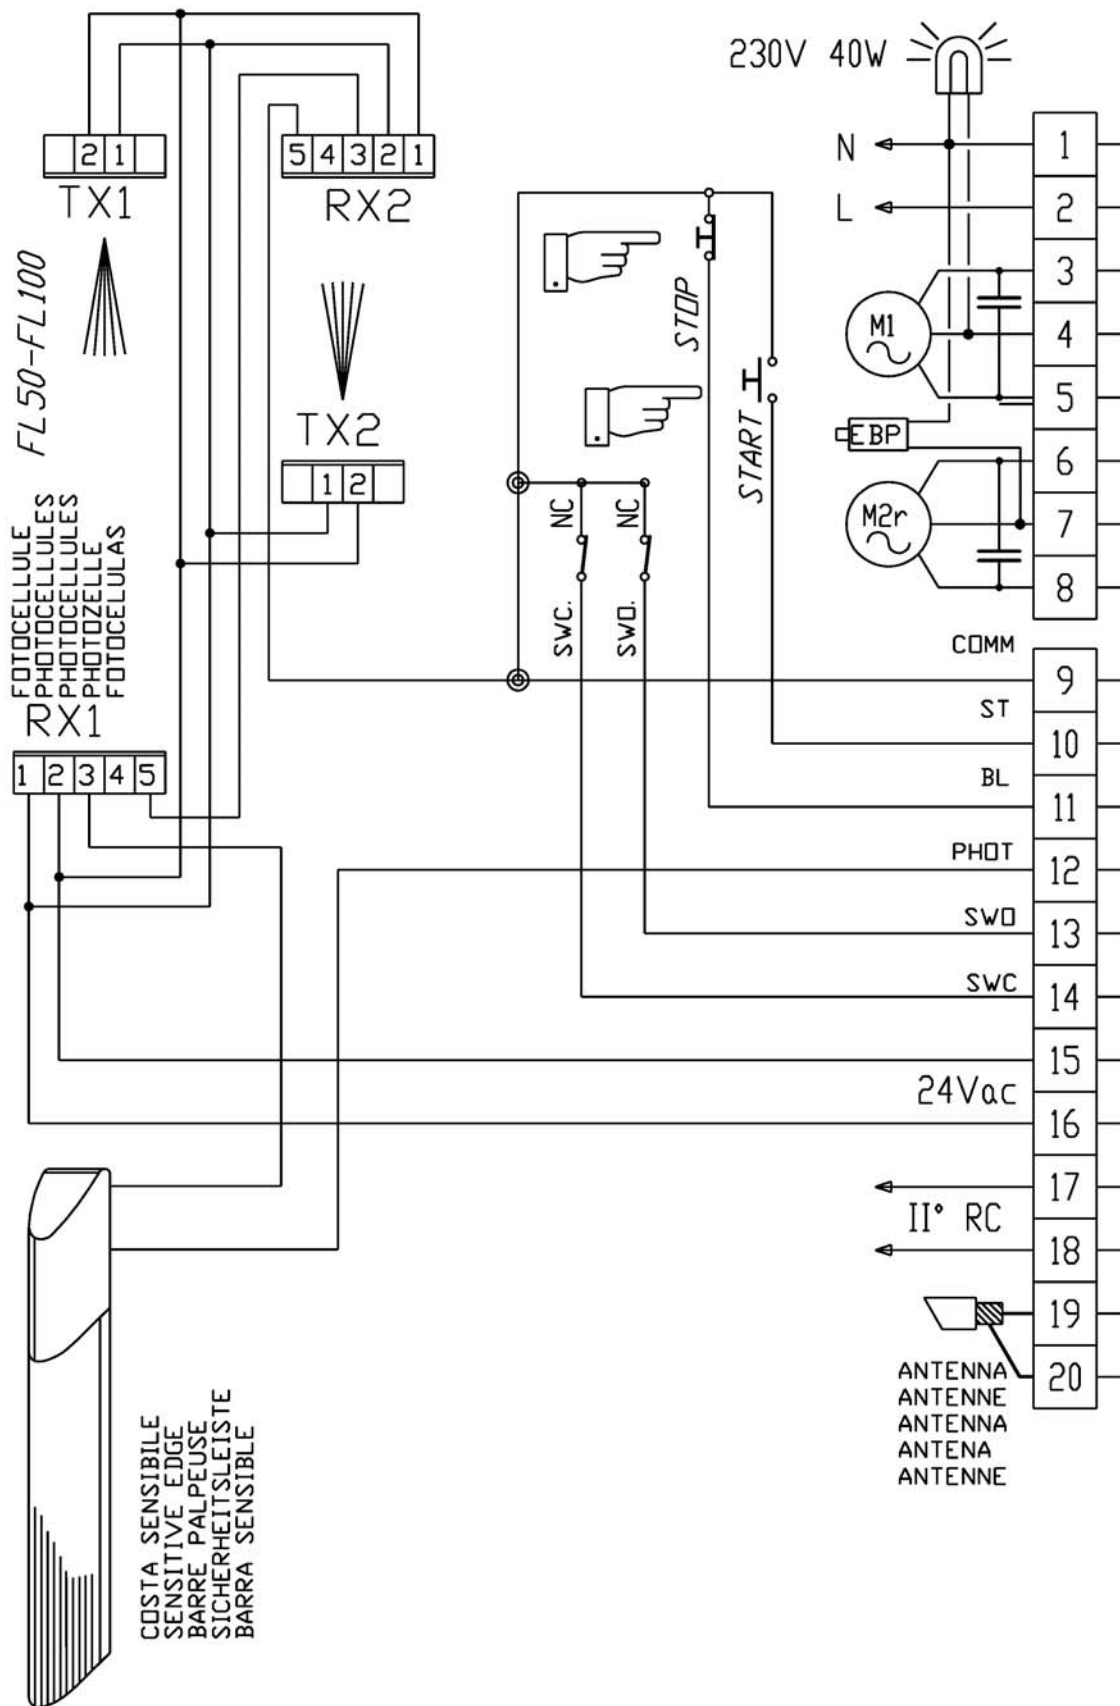 230V 40W
2 1
TX1
5 4 3 2 1
RX2
FL50-FL100
TX2
1 2
FOTOCELLULE
PHOTOCELLULES
PHOTOCELLULES
PHOTOZELLE
FOTOCELULAS
RX1
1 2 3 4 5
STOP
START
NC
NC
SWC.
SWO.
N
L
M1
EBP
M2r
1
2
3
4
5
6
7
8
COMM
9
ST
10
BL
11
PHOT
12
SWO
13
SWC
14
15
24Vac
16
17
II° RC
18
19
20
ANTENNA
ANTENNE
ANTENNA
ANTENA
ANTENNE
COSTA SENSIBILE
SENSITIVE EDGE
BARRE PALPEUSE
SICHERHEITSLEISTE
BARRA SENSIBLE